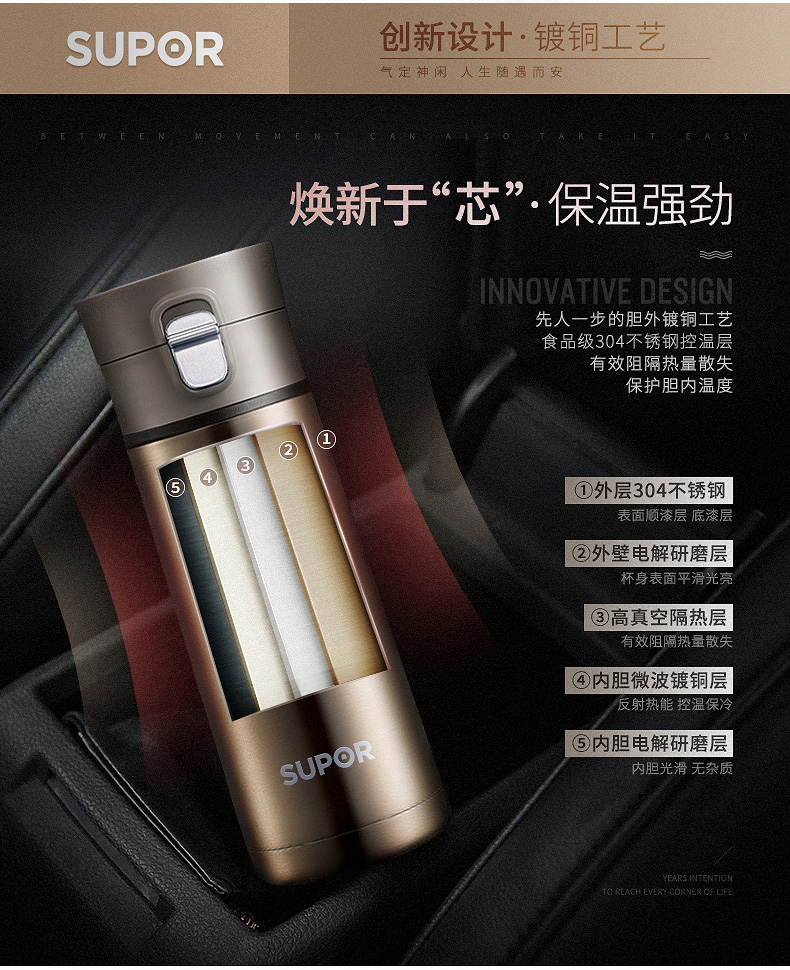 SUPOR
创新设计·镀铜工艺
气定神闲 人生随遇而安
BETWEEN MOVEMENT CAN ALSO TAKE IT EASY
焕新于“芯”·保温强劲
INNOVATIVE DESIGN
先人一步的胆外镀铜工艺
食品级304不锈钢控温层
有效阻隔热量散失
保护胆内温度
⑤ ④ ③ ② ①
①外层304不锈钢
表面顺漆层 底漆层
②外壁电解研磨层
杯身表面平滑光亮
③高真空隔热层
有效阻隔热量散失
④内胆微波镀铜层
反射热能 控温保冷
⑤内胆电解研磨层
内胆光滑 无杂质
SUPOR
YEARS INTENTION
TO REACH EVERY CORNER OF LIFE